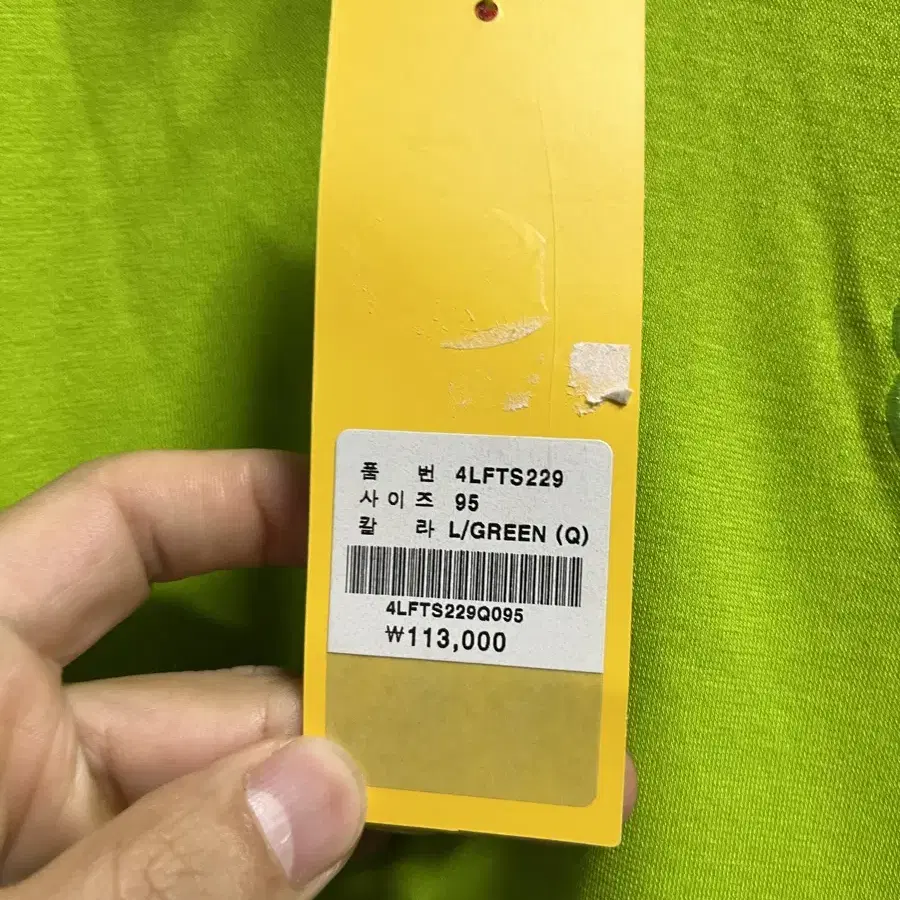 품 번 4LFTS229
사이즈 95
칼 라 L/GREEN (Q)
4LFTS229Q095
₩113,000